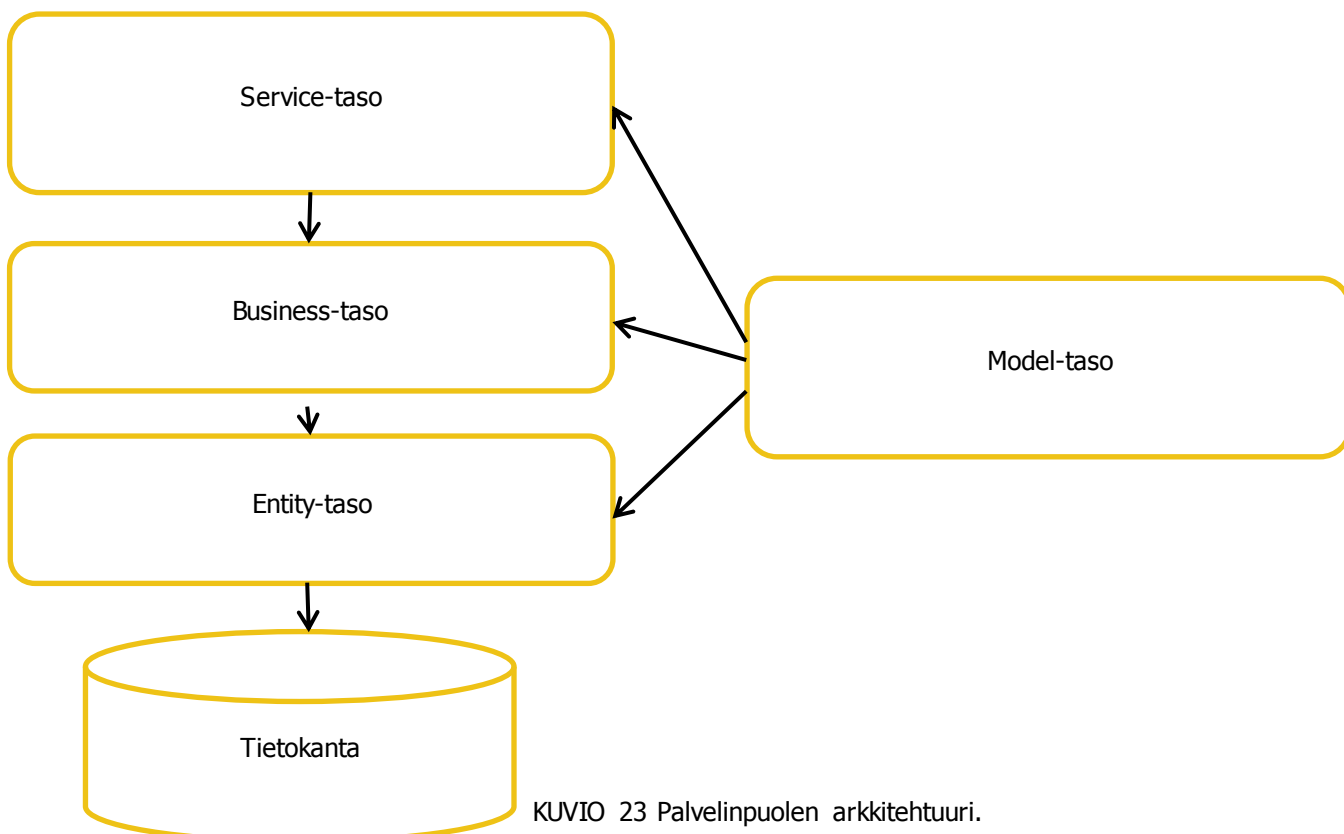 Service-taso
Business-taso
Model-taso
Entity-taso
Tietokanta
KUVIO 23 Palvelinpuolen arkkitehtuuri.